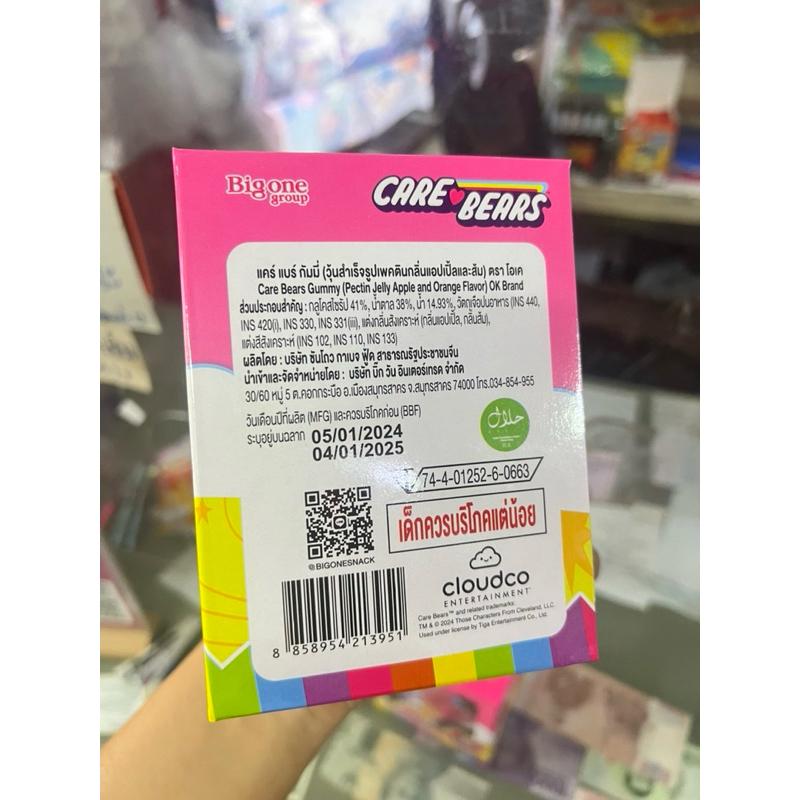 Big one
group
CARE BEARS
แคร์ แบร์ กัมมี่ (วุ้นสำเร็จรูปเพคตินกลิ่นแอปเปิ้ลและส้ม) ตรา โอเค
Care Bears Gummy (Pectin Jelly Apple and Orange Flavor) OK Brand
ส่วนประกอบสำคัญ : กลูโคสไซรัป 41%, น้ำตาล 38%, น้ำ 14.93%, วัตถุเจือปนอาหาร (INS 440,
INS 420(i), INS 330, INS 331(iii), แต่งกลิ่นสังเคราะห์ (กลิ่นแอปเปิ้ล, กลิ้นส้ม),
แต่งสีสังเคราะห์ (INS 102, INS 110, INS 133)
ผลิตโดย : บริษัท ซันโถว กาเบจ ฟู้ด สาธารณรัฐประชาชนจีน
นำเข้าและจัดจำหน่ายโดย : บริษัท บิ๊ก วัน อินเตอร์เทรด จำกัด
30/60 หมู่ 5 ต.คอกกระบือ อ.เมืองสมุทรสาคร จ.สมุทรสาคร 74000 โทร.034-854-955
วันเดือนปีที่ผลิต (MFG) และควรบริโภคก่อน (BBF)
ระบุอยู่บนฉลาก 05/01/2024
04/01/2025
حلال
74-4-01252-6-0663
เด็กควรบริโภคแต่น้อย
@BIGONESNACK
cloudco
ENTERTAINMENT
Care Bears™ and related trademarks
TM & © 2024 Those Characters From Cleveland, LLC.
Used under license by Tiga Entertainment Co., Ltd.
8 858954 213951